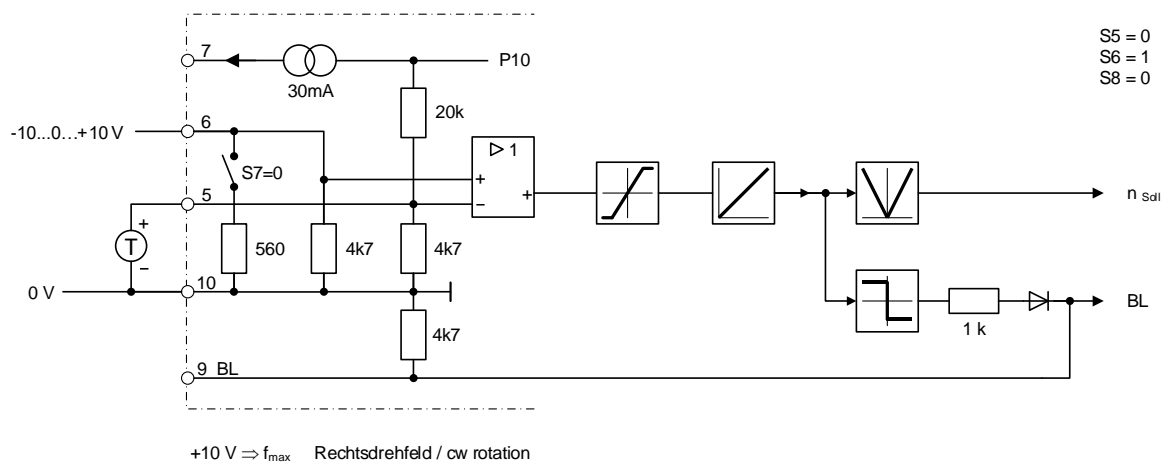 7
P10
30mA
S5 = 0
S6 = 1
S8 = 0
20k
-10...0...+10 V
6
▷ 1
S7=0
+
+
5
−
n Soll
+
T
−
560
4k7
4k7
0 V
10
4k7
1 k
BL
9 BL
+10 V ⇒ fmax Rechtsdrehfeld / cw rotation